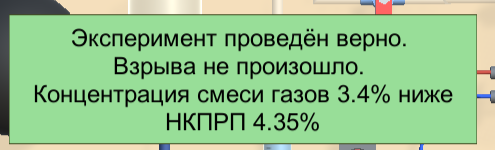 Эксперимент проведён верно.
Взрыва не произошло.
Концентрация смеси газов 3.4% ниже
НКПРП 4.35%